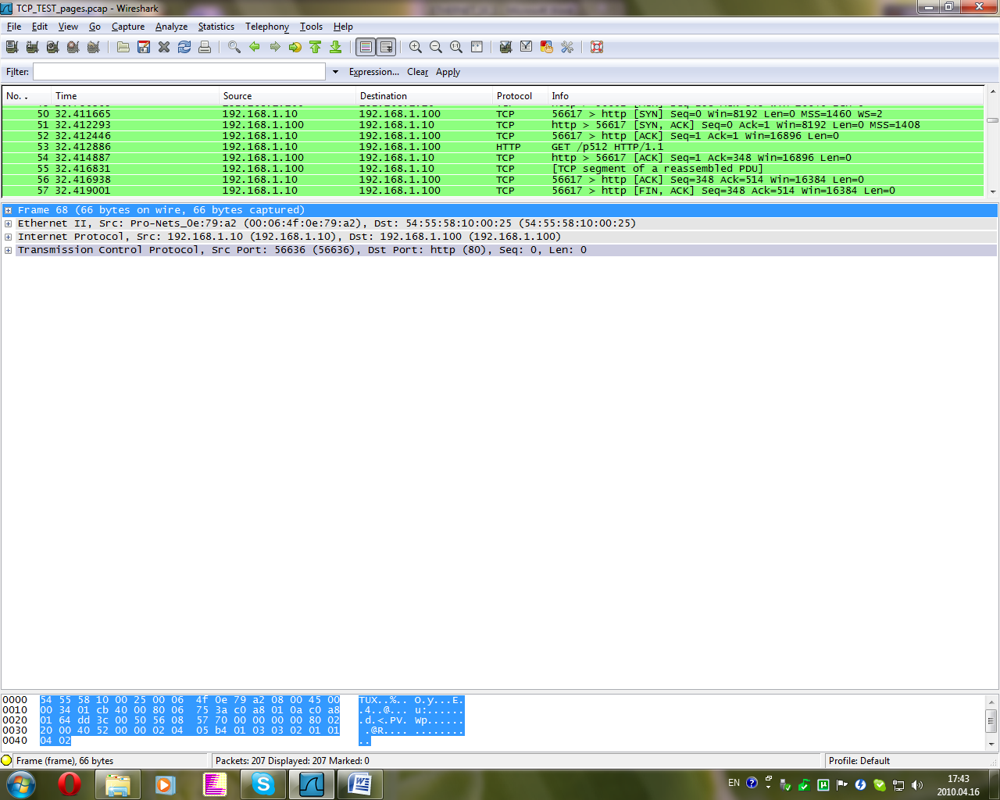 TCP_TEST_pages.pcap - Wireshark
File Edit View Go Capture Analyze Statistics Telephony Tools Help
Filter: Expression... Clear Apply
No. . Time Source Destination Protocol Info
50 32.411665 192.168.1.10 192.168.1.100 TCP 56617 > http [SYN] Seq=0 Win=8192 Len=0 MSS=1460 WS=2
51 32.412293 192.168.1.100 192.168.1.10 TCP http > 56617 [SYN, ACK] Seq=0 Ack=1 Win=8192 Len=0 MSS=1408
52 32.412446 192.168.1.10 192.168.1.100 TCP 56617 > http [ACK] Seq=1 Ack=1 Win=16896 Len=0
53 32.412886 192.168.1.10 192.168.1.100 HTTP GET /p512 HTTP/1.1
54 32.414887 192.168.1.100 192.168.1.10 TCP http > 56617 [ACK] Seq=1 Ack=348 Win=16896 Len=0
55 32.416831 192.168.1.100 192.168.1.10 TCP [TCP segment of a reassembled PDU]
56 32.416938 192.168.1.10 192.168.1.100 TCP 56617 > http [ACK] Seq=348 Ack=514 Win=16384 Len=0
57 32.419001 192.168.1.10 192.168.1.100 TCP 56617 > http [FIN, ACK] Seq=348 Ack=514 Win=16384 Len=0
Frame 68 (66 bytes on wire, 66 bytes captured)
Ethernet II, Src: Pro-Nets_0e:79:a2 (00:06:4f:0e:79:a2), Dst: 54:55:58:10:00:25 (54:55:58:10:00:25)
Internet Protocol, Src: 192.168.1.10 (192.168.1.10), Dst: 192.168.1.100 (192.168.1.100)
Transmission Control Protocol, Src Port: 56636 (56636), Dst Port: http (80), Seq: 0, Len: 0
0000 54 55 58 10 00 25 00 06 4f 0e 79 a2 08 00 45 00 TUX..%.. O.y...E.
0010 00 34 01 cb 40 00 80 06 75 3a c0 a8 01 0a c0 a8 .4..@... u:......
0020 01 64 dd 3c 00 50 56 08 57 70 00 00 00 00 80 02 .d.<.PV. Wp......
0030 20 00 40 52 00 00 02 04 05 b4 01 03 03 02 01 01 .@R.... ........
0040 04 02 ..
Frame (frame), 66 bytes Packets: 207 Displayed: 207 Marked: 0 Profile: Default
EN 17:43
2010.04.16